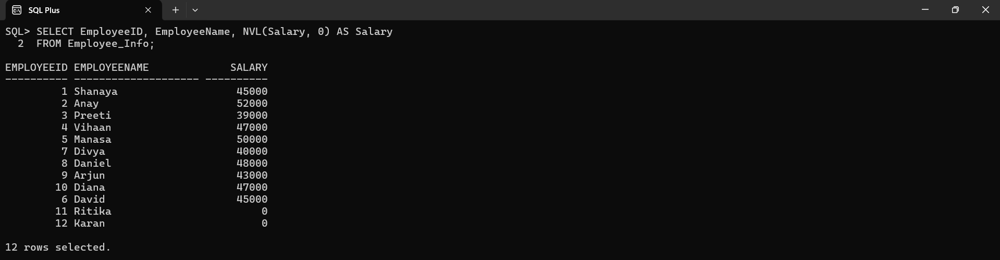 SQL Plus
SQL> SELECT EmployeeID, EmployeeName, NVL(Salary, 0) AS Salary
  2  FROM Employee_Info;

EMPLOYEEID EMPLOYEENAME             SALARY
---------- -------------------- ----------
         1 Shanaya                   45000
         2 Anay                      52000
         3 Preeti                    39000
         4 Vihaan                    47000
         5 Manasa                    50000
         7 Divya                     40000
         8 Daniel                    48000
         9 Arjun                     43000
        10 Diana                     47000
         6 David                     45000
        11 Ritika                        0
        12 Karan                         0

12 rows selected.